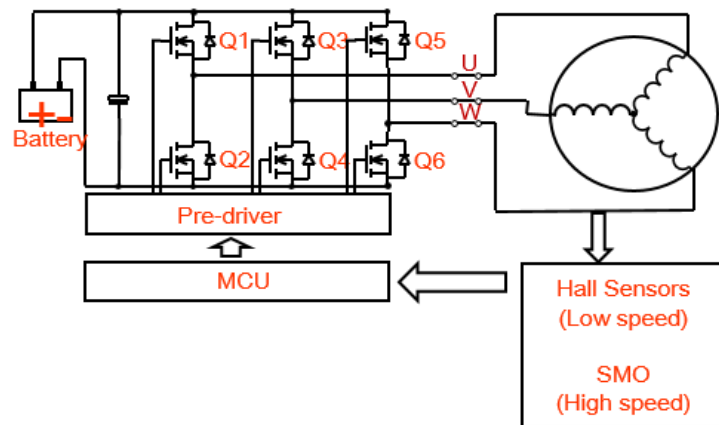 Q1
Q3
Q5
U
V
W
+-
Battery
Q2
Q4
Q6
Pre-driver
MCU
Hall Sensors
(Low speed)
SMO
(High speed)